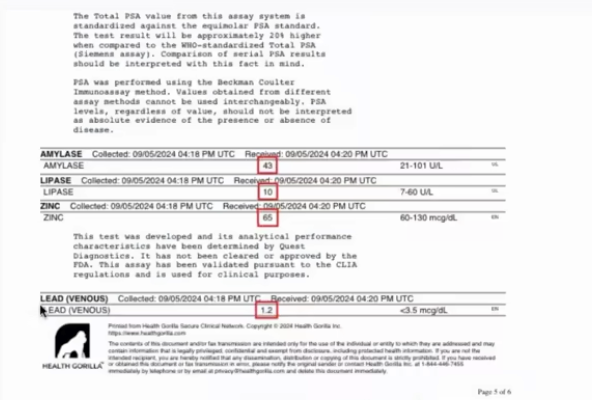 The Total PSA value from this assay system is
standardized against the equimolar PSA standard.
The test result will be approximately 20% higher
when compared to the WHO-standardized Total PSA
(Siemens assay). Comparison of serial PSA results
should be interpreted with this fact in mind.
PSA was performed using the Beckman Coulter
Immunoassay method. Values obtained from different
assay methods cannot be used interchangeably. PSA
levels, regardless of value, should not be interpreted
as absolute evidence of the presence or absence of
disease.
AMYLASE Collected: 09/05/2024 04:18 PM UTC Received: 09/05/2024 04:20 PM UTC
AMYLASE 43 21-101 U/L
LIPASE Collected: 09/05/2024 04:18 PM UTC Received: 09/05/2024 04:20 PM UTC
LIPASE 10 7-60 U/L
ZINC Collected: 09/05/2024 04:18 PM UTC Received: 09/05/2024 04:20 PM UTC
ZINC 65 60-130 mcg/dL EN
This test was developed and its analytical performance
characteristics have been determined by Quest
Diagnostics. It has not been cleared or approved by the
FDA. This assay has been validated pursuant to the CLIA
regulations and is used for clinical purposes.
LEAD (VENOUS) Collected: 09/05/2024 04:18 PM UTC Received: 09/05/2024 04:20 PM UTC
LEAD (VENOUS) 1.2 <3.5 mcg/dL EN
Printed from Health Gorilla Secure Clinical Network. Copyright © 2024 Health Gorilla Inc.
https://www.healthgorilla.com
The contents of this document and/or fax transmission are intended only for the use of the individual or entity to which they are addressed and may
contain information that is legally privileged, confidential and exempt from disclosure, including protected health information. If you are not the
intended recipient, you are hereby notified that any dissemination, distribution or copying of this document is strictly prohibited. If you have received
or obtained this document or fax transmission in error, please notify the original sender or contact Health Gorilla, Inc. at 1-844-446-7455
immediately by telephone or by email at privacy@healthgorilla.com and delete this document immediately.
HEALTH GORILLA
Page 5 of 6